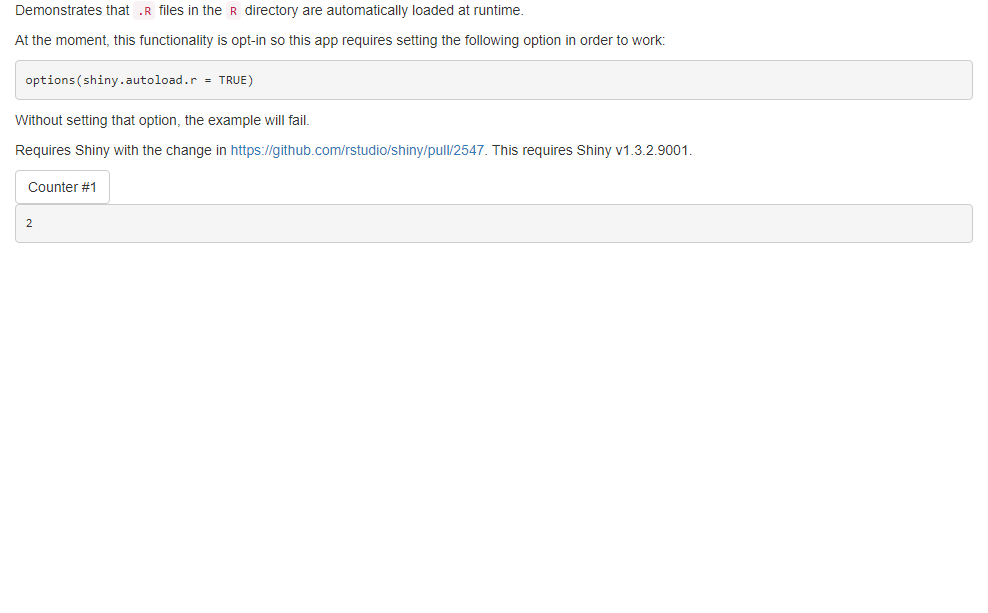 Demonstrates that .R files in the R directory are automatically loaded at runtime.
At the moment, this functionality is opt-in so this app requires setting the following option in order to work:
options(shiny.autoload.r = TRUE)
Without setting that option, the example will fail.
Requires Shiny with the change in https://github.com/rstudio/shiny/pull/2547. This requires Shiny v1.3.2.9001.
Counter #1
2